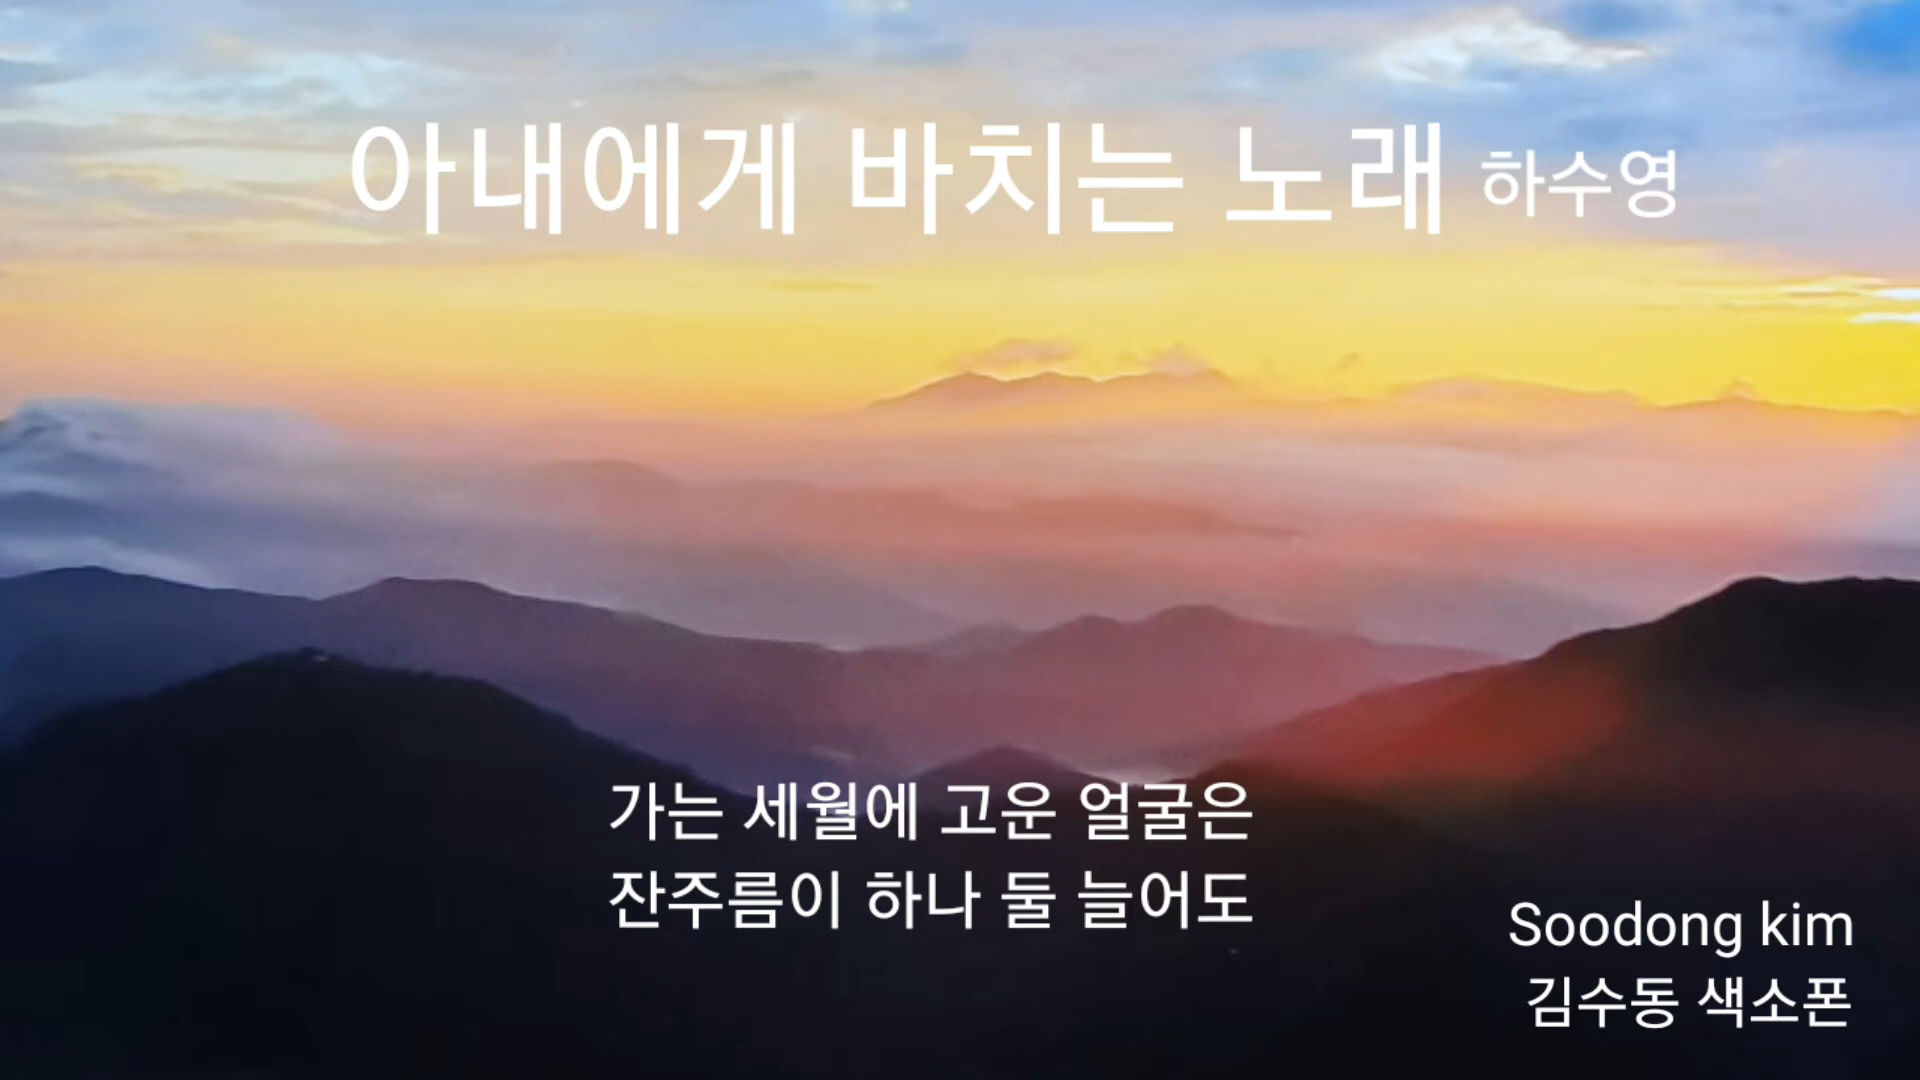 아내에게 바치는 노래 하수영
가는 세월에 고운 얼굴은
잔주름이 하나 둘 늘어도
Soodong kim
김수동 색소폰